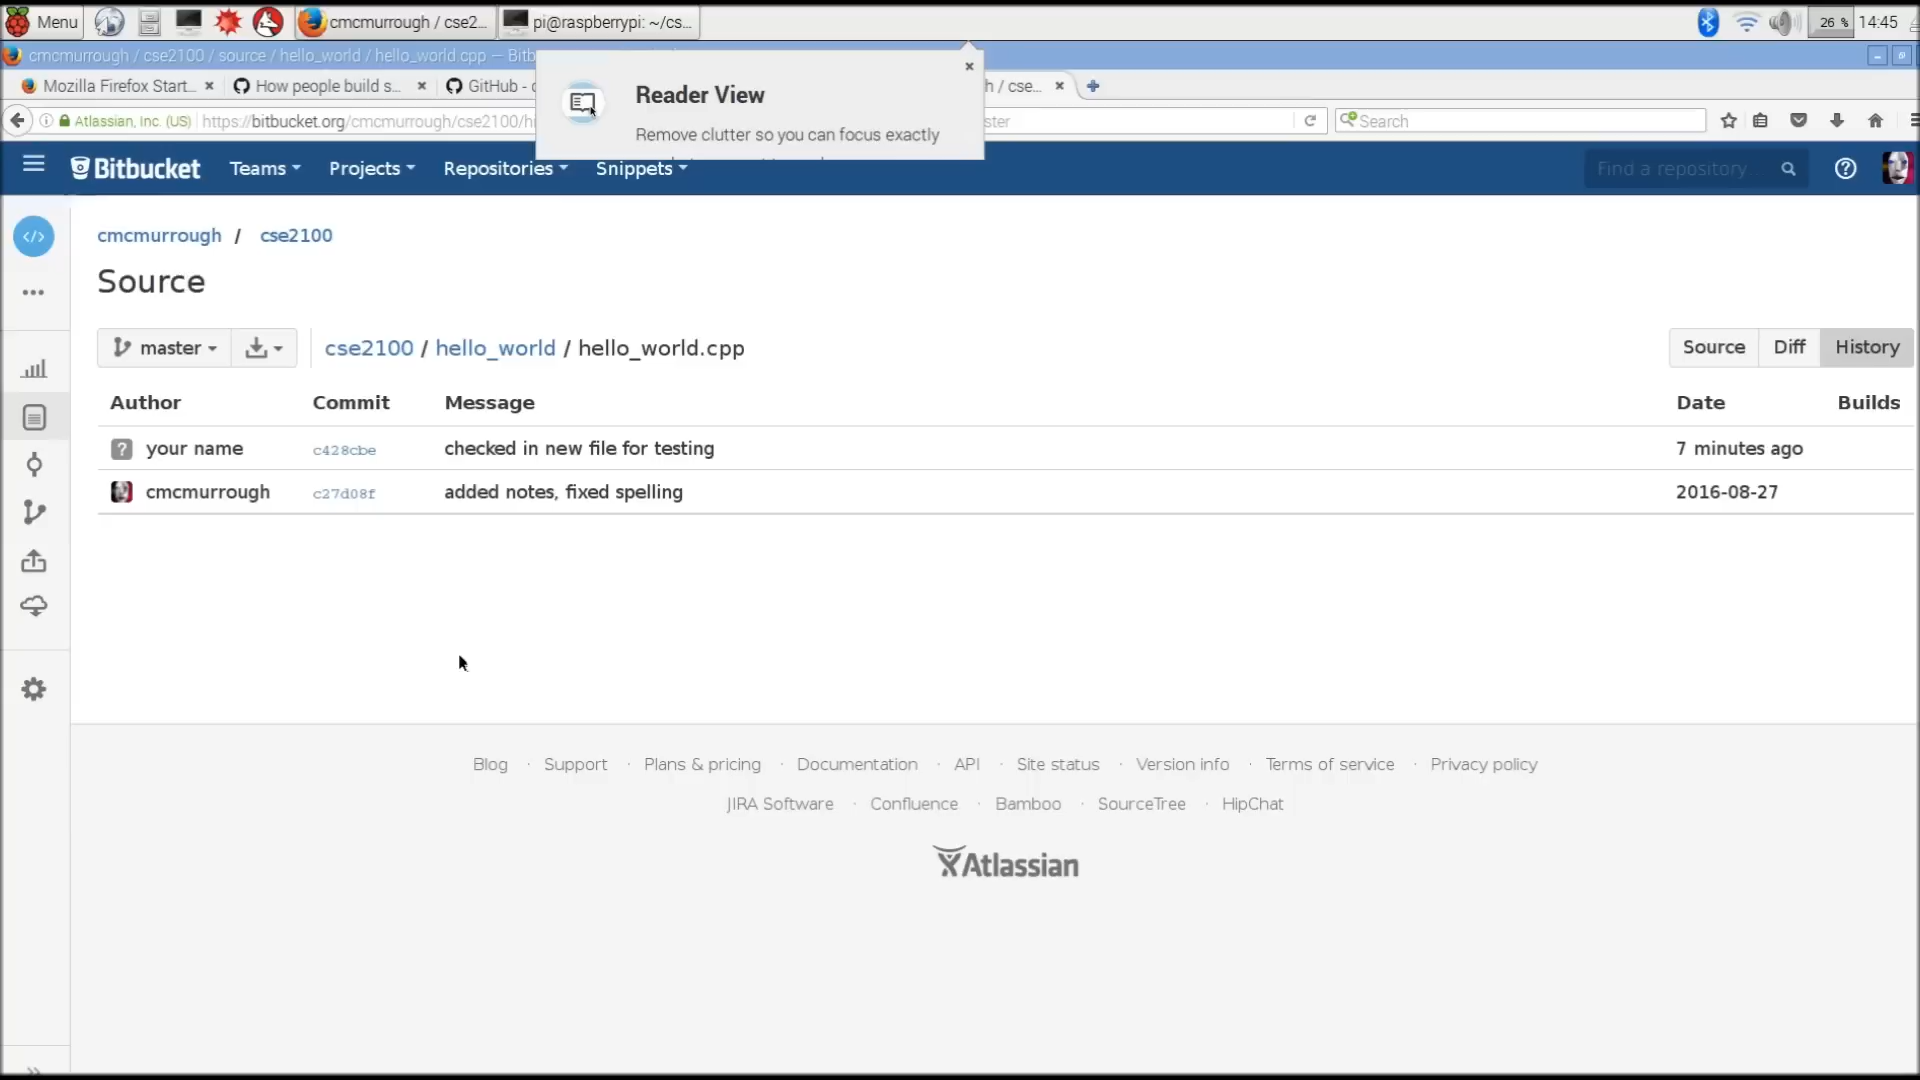 Menu cmcmurrough / cse2... pi@raspberrypi: ~/cs... 26 % 14:45
cmcmurrough / cse2100 / source / hello_world / hello_world.cpp — Bitb
Mozilla Firefox Start... × How people build s... × GitHub - h / cse... ×
Atlassian, Inc. (US) https://bitbucket.org/cmcmurrough/cse2100/hi ster Search
Reader View
Remove clutter so you can focus exactly
Bitbucket Teams Projects Repositories Snippets Find a repository... ?
cmcmurrough / cse2100
Source
master cse2100 / hello_world / hello_world.cpp Source Diff History
Author Commit Message Date Builds
? your name c428cbe checked in new file for testing 7 minutes ago
cmcmurrough c27d08f added notes, fixed spelling 2016-08-27
Blog · Support · Plans & pricing · Documentation · API · Site status · Version info · Terms of service · Privacy policy
JIRA Software · Confluence · Bamboo · SourceTree · HipChat
Atlassian